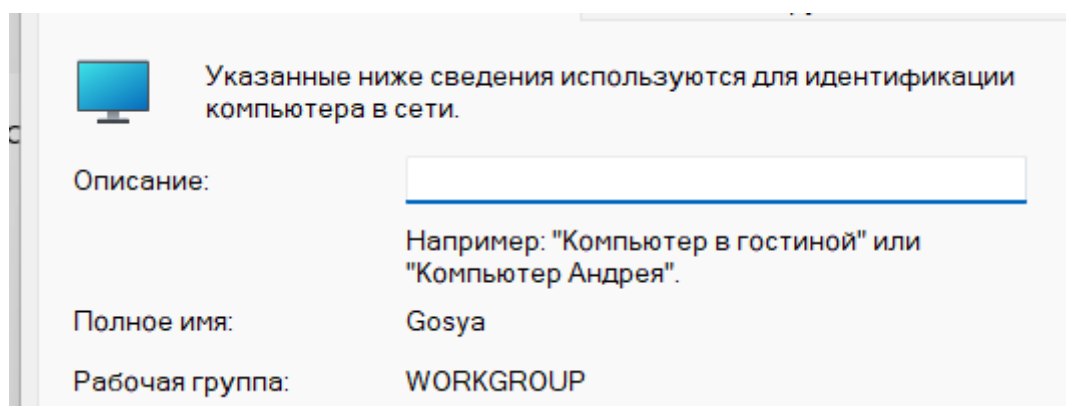 Указанные ниже сведения используются для идентификации
компьютера в сети.
Описание:
Например: "Компьютер в гостиной" или
"Компьютер Андрея".
Полное имя: Gosya
Рабочая группа: WORKGROUP